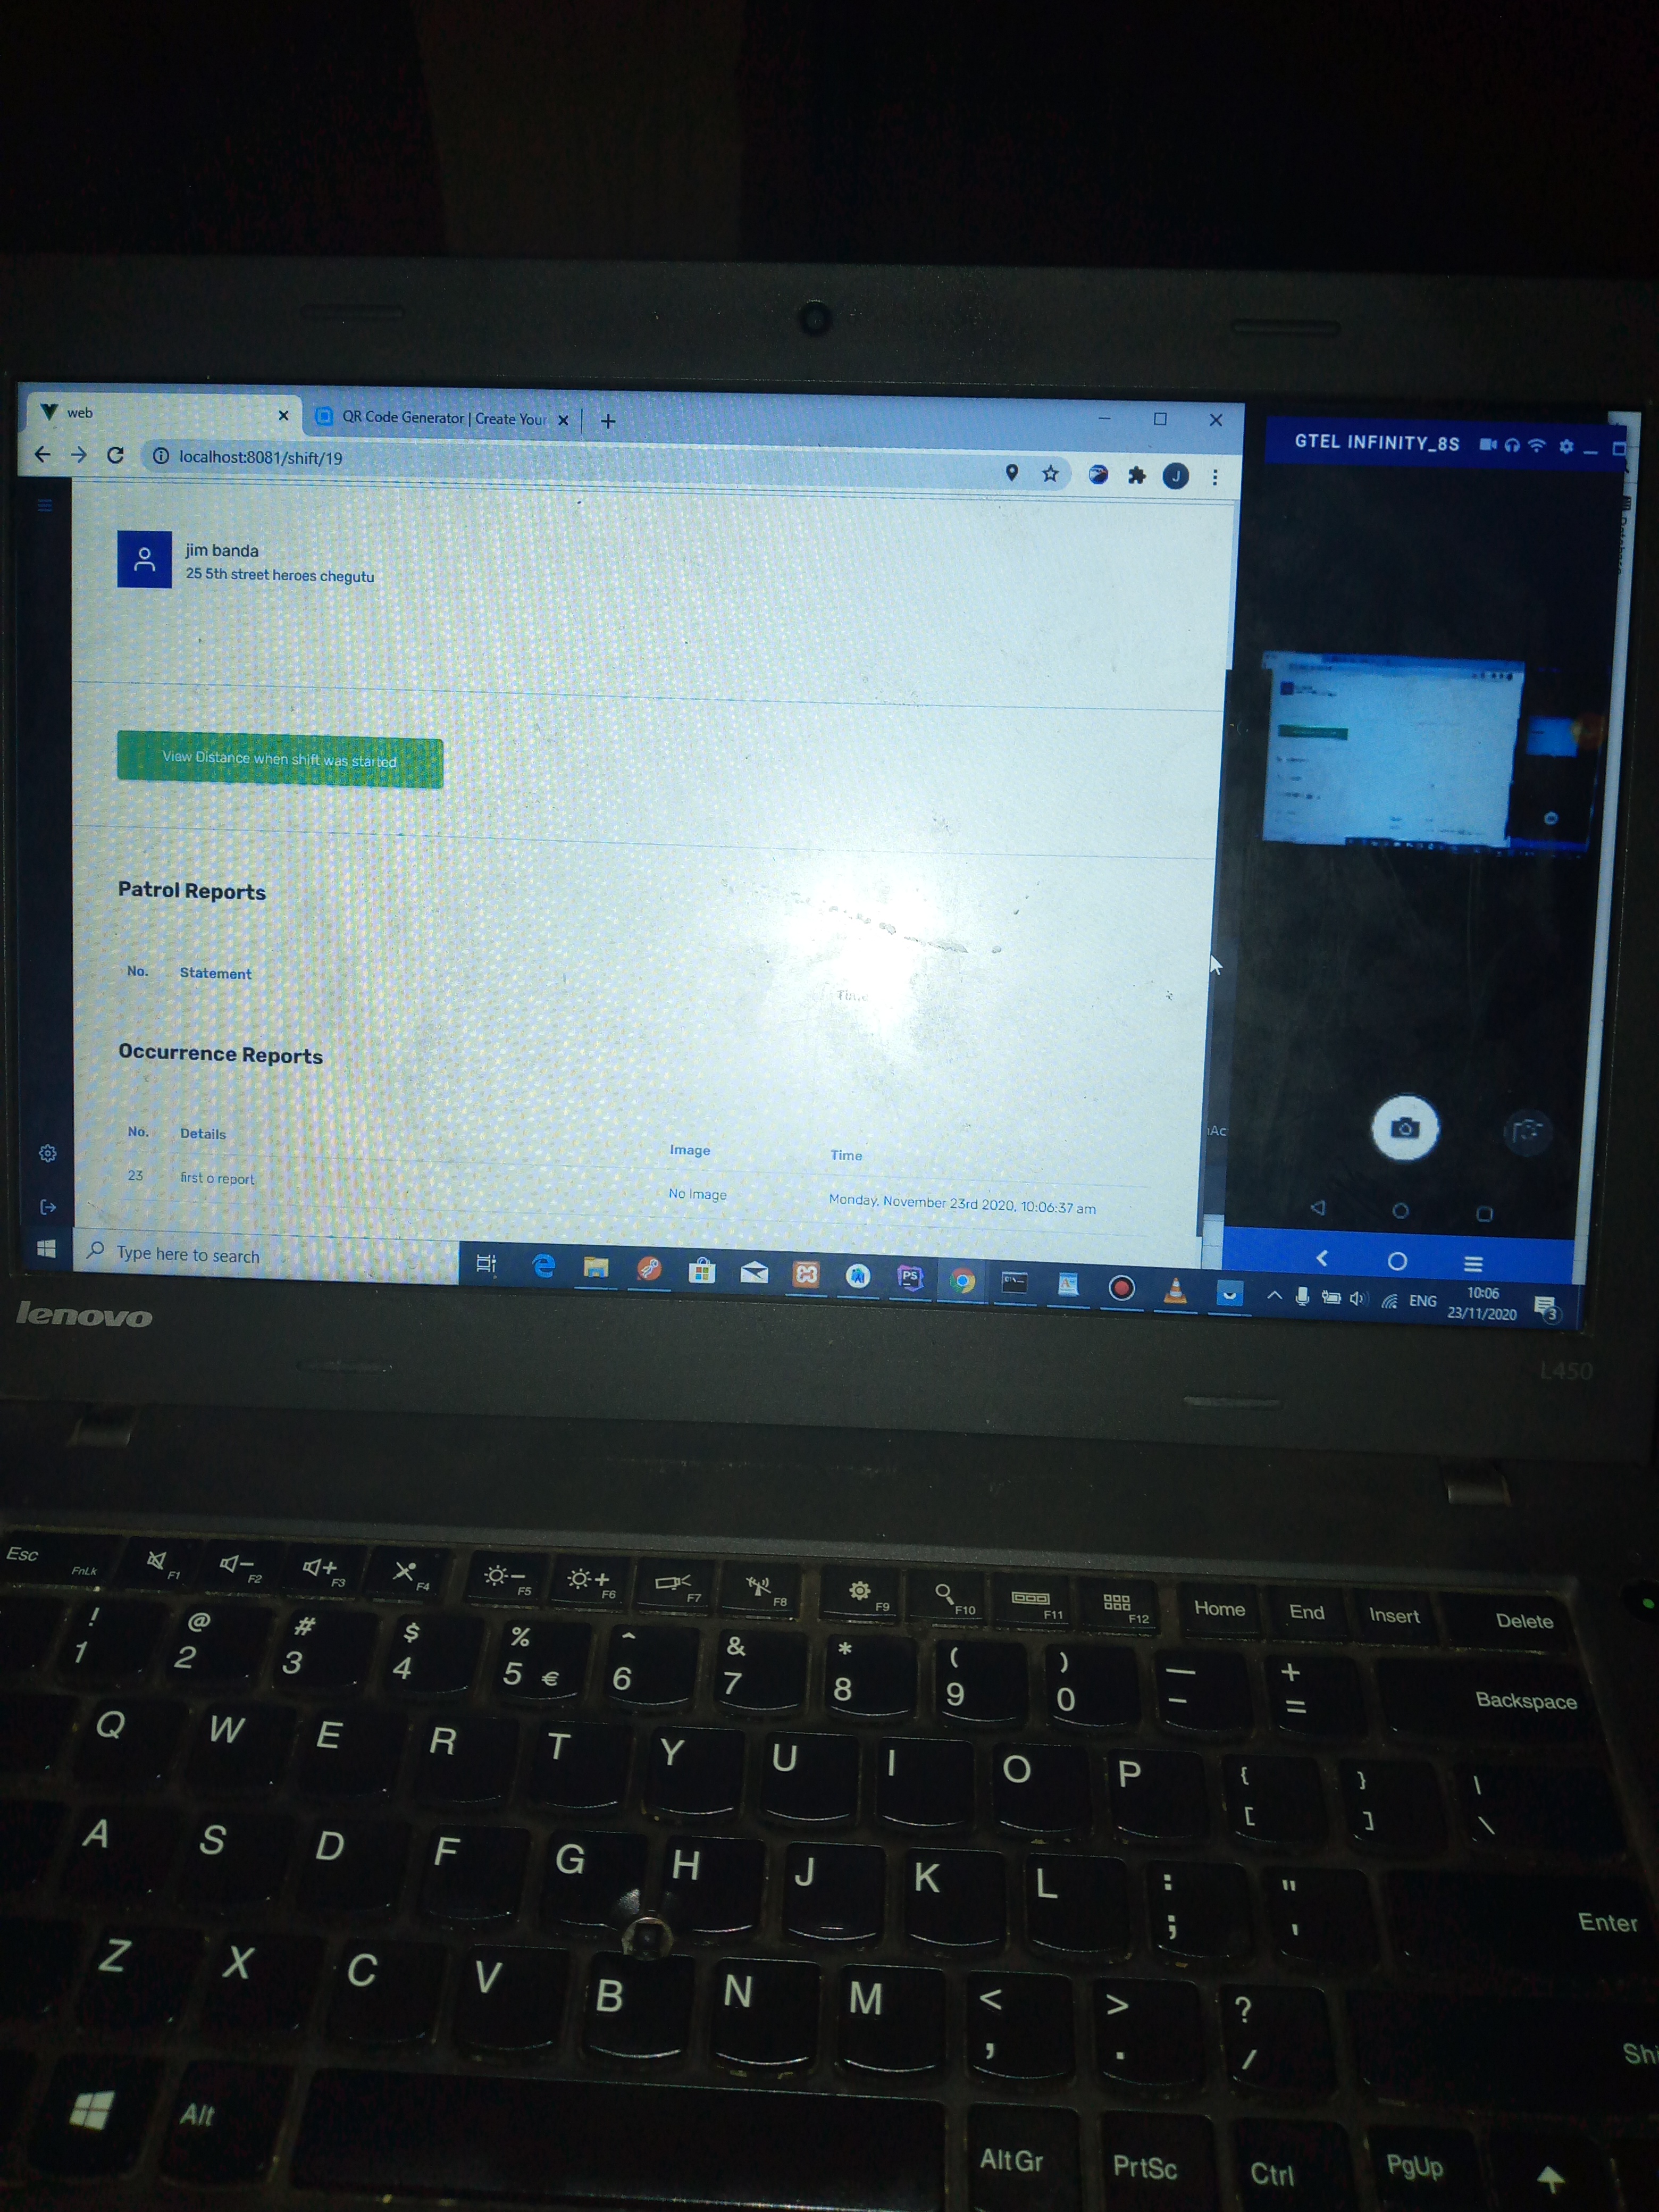 web
QR Code Generator | Create Your
localhost:8081/shift/19
J
GTEL INFINITY_8S
jim banda
25 5th street heroes chegutu
View Distance when shift was started
Patrol Reports
No. Statement
Occurrence Reports
No. Details Image Time
23 first o report No Image Monday, November 23rd 2020, 10:06:37 am
Type here to search
PS
ENG
10:06
23/11/2020
3
lenovo
L450
Esc FnLk F1 F2 F3 F4 F5 F6 F7 F8 F9 F10 F11 F12 Home End Insert Delete
! @ # $ % ^ & * ( ) — +
1 2 3 4 5 € 6 7 8 9 0 - = Backspace
Q W E R T Y U I O P { } |
[ ] \
A S D F G H J K L : "
; ' Enter
Z X C V B N M < > ?
, . /
Alt AltGr PrtSc Ctrl PgUp